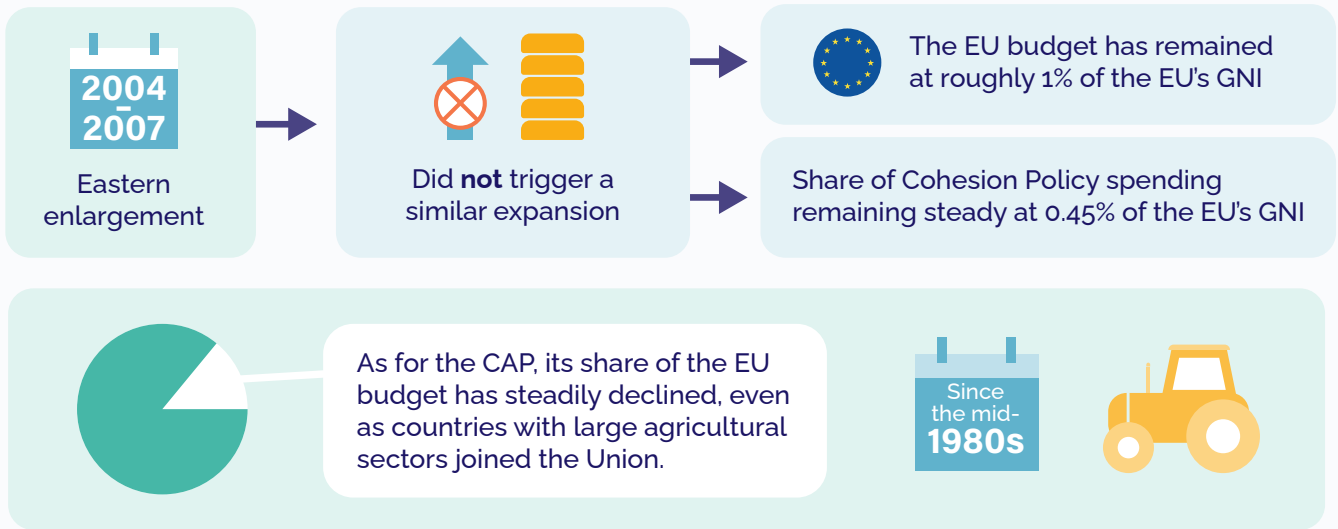 2004
-
2007
Eastern
enlargement
Did not trigger a
similar expansion
The EU budget has remained
at roughly 1% of the EU's GNI
Share of Cohesion Policy spending
remaining steady at 0.45% of the EU's GNI
As for the CAP, its share of the EU
budget has steadily declined, even
as countries with large agricultural
sectors joined the Union.
Since
the mid-
1980s